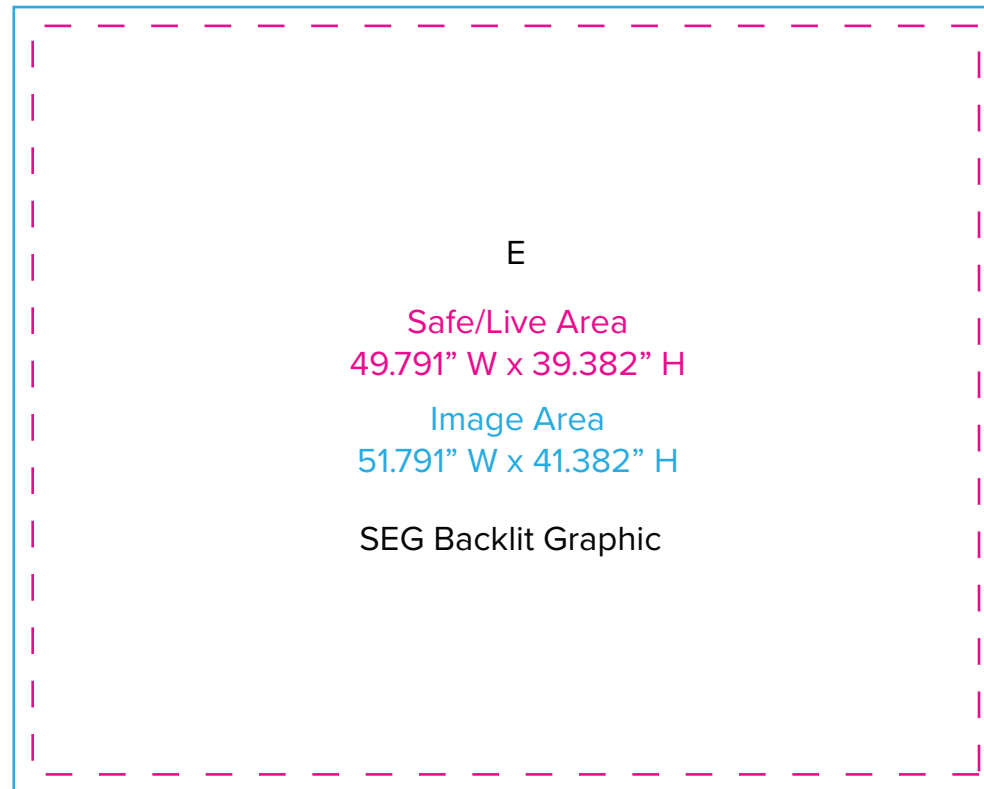 E
Safe/Live Area
49.791” W x 39.382” H
Image Area
51.791” W x 41.382” H
SEG Backlit Graphic